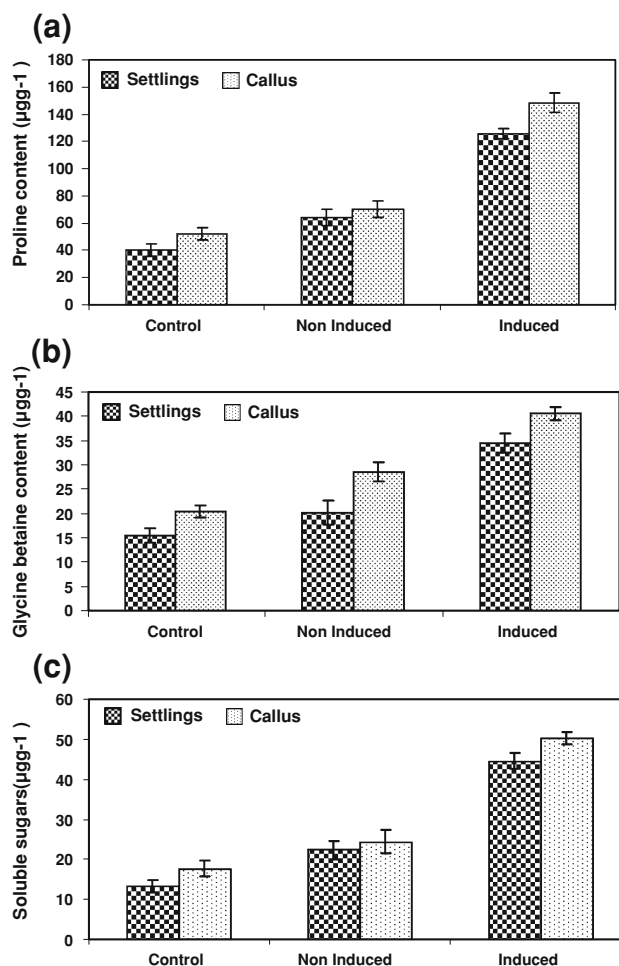 (a)
Proline content (µgg-1)
180
160
140
120
100
80
60
40
20
0
Settlings Callus
Control Non Induced Induced
(b)
Glycine betaine content (µgg-1)
45
40
35
30
25
20
15
10
5
0
Settlings Callus
Control Non Induced Induced
(c)
Soluble sugars(µgg-1 )
60
50
40
30
20
10
0
Settlings Callus
Control Non Induced Induced